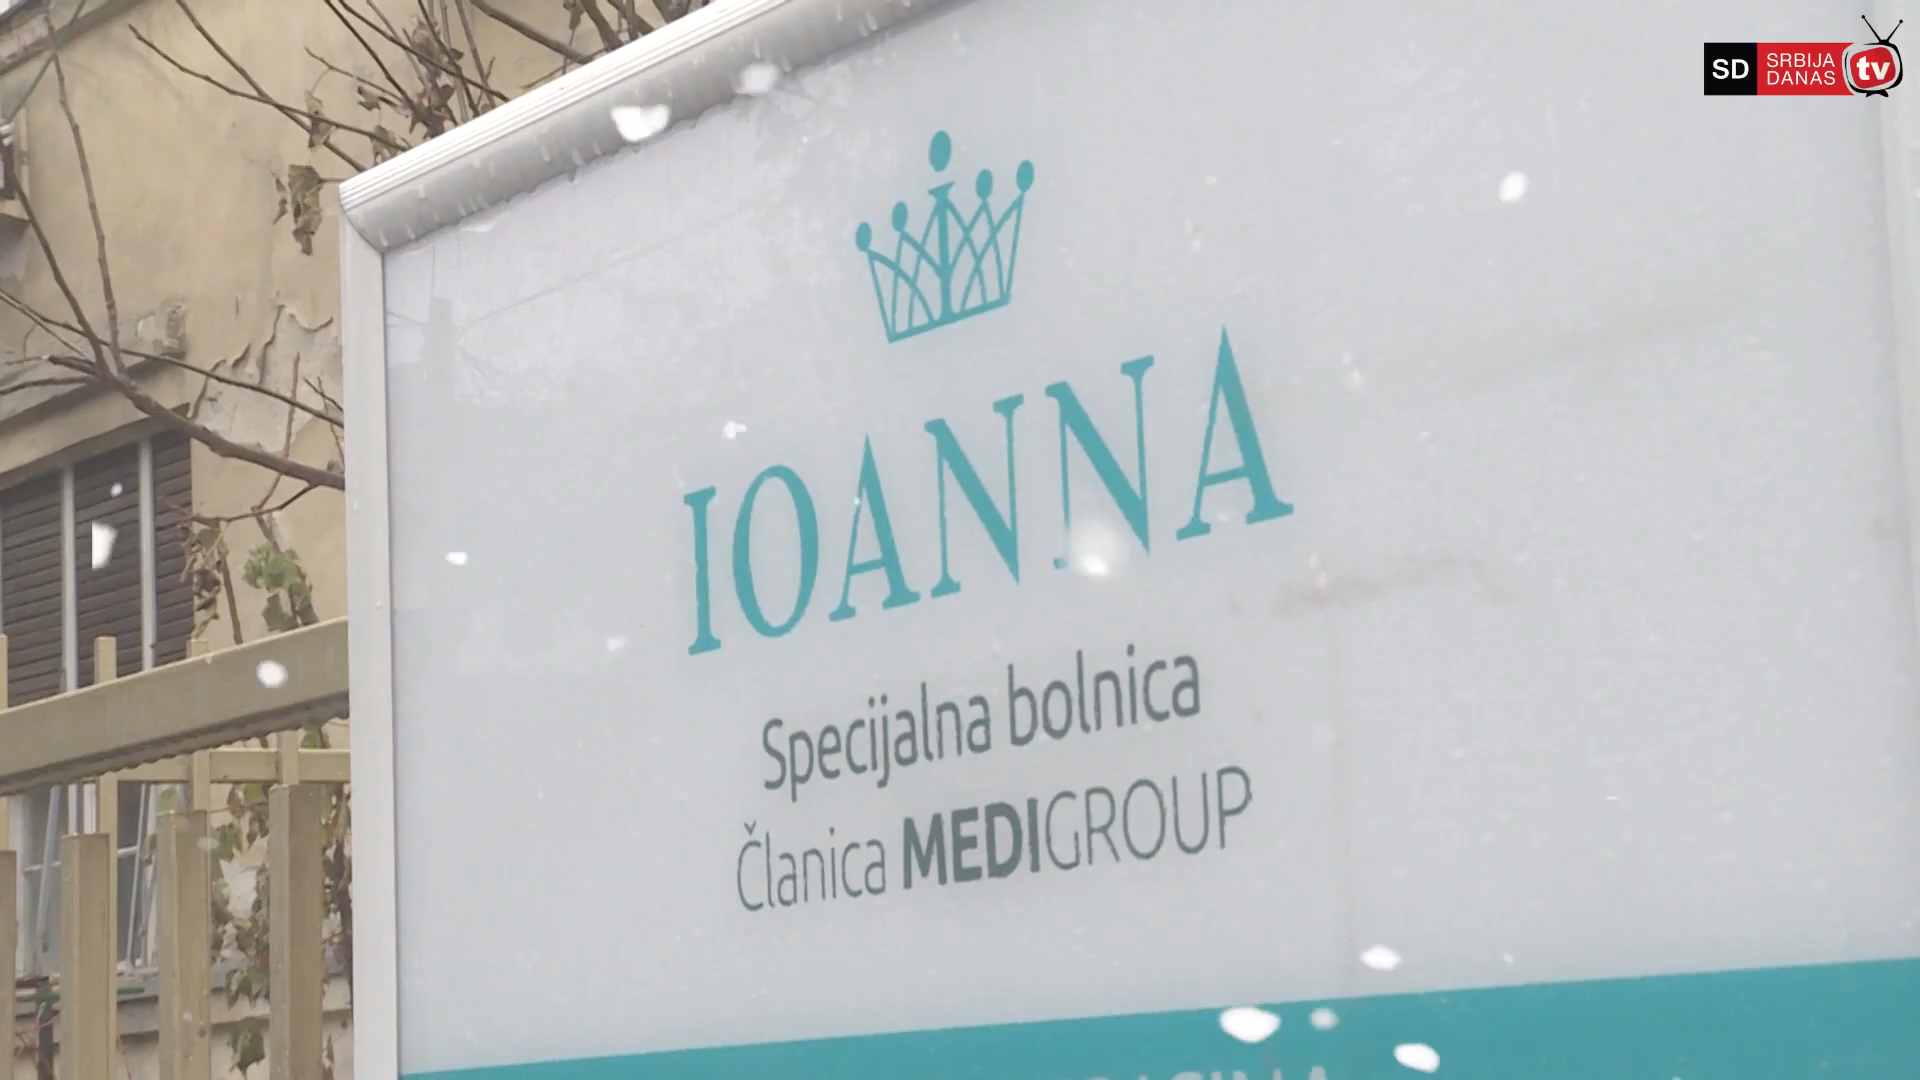 SD SRBIJA DANAS tv
IOANNA
Specijalna bolnica
Članica MEDIGROUP